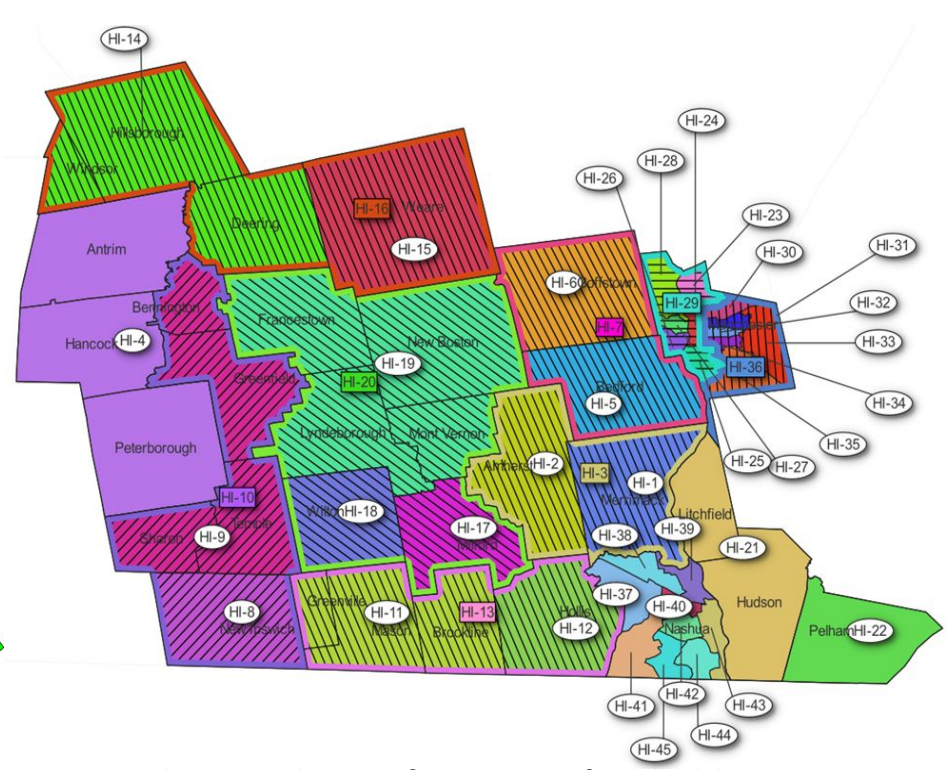 HI-14
Hillsborough
Windsor
HI-24
HI-28
HI-26
HI-23
Deering
HI-16
Weare
HI-15
Antrim
HI-30
HI-31
HI-6
Goffstown
HI-29
HI-32
Bennington
Francestown
HI-7
HI-33
Hancock
HI-4
New Boston
HI-19
HI-36
Greenfield
HI-20
Bedford
HI-5
HI-34
Peterborough
Lyndeborough
Mont Vernon
HI-35
HI-25
HI-27
Amherst
HI-2
HI-3
HI-1
Merrimack
HI-10
Wilton
HI-18
Litchfield
Temple
HI-17
Milford
HI-39
Sharon
HI-9
HI-38
HI-21
HI-37
Greenville
HI-40
Hudson
HI-8
HI-11
HI-13
Hollis
HI-12
New Ipswich
Mason
Brookline
Nashua
Pelham
HI-22
HI-41
HI-42
HI-43
HI-44
HI-45